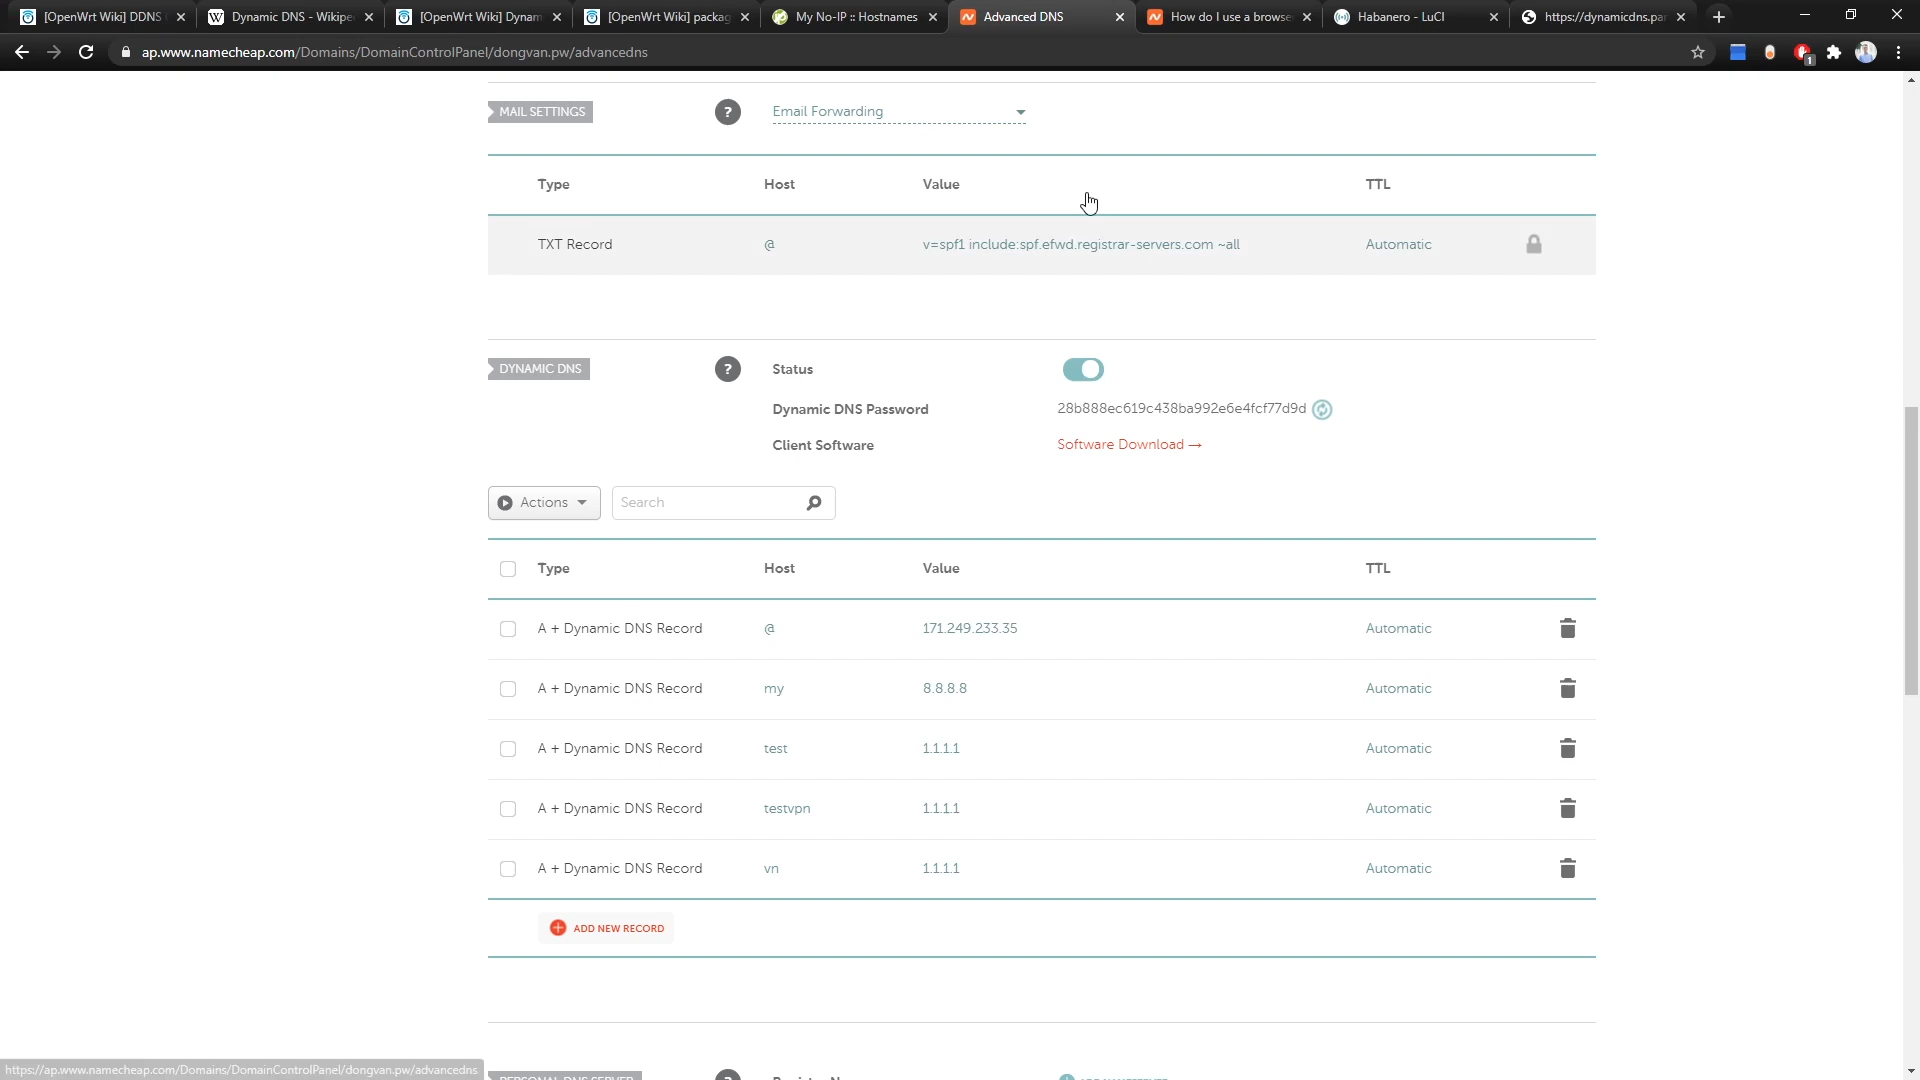 [OpenWrt Wiki] DDNS
Dynamic DNS - Wikipe
[OpenWrt Wiki] Dynam
[OpenWrt Wiki] packag
My No-IP :: Hostnames
Advanced DNS
How do I use a browse
Habanero - LuCI
https://dynamicdns.pa
ap.www.namecheap.com/Domains/DomainControlPanel/dongvan.pw/advancedns
1
MAIL SETTINGS
?
Email Forwarding
Type Host Value TTL
TXT Record @ v=spf1 include:spf.efwd.registrar-servers.com ~all Automatic
DYNAMIC DNS
?
Status
Dynamic DNS Password 28b888ec619c438ba992e6e4fcf77d9d
Client Software Software Download →
Actions
Search
Type Host Value TTL
A + Dynamic DNS Record @ 171.249.233.35 Automatic
A + Dynamic DNS Record my 8.8.8.8 Automatic
A + Dynamic DNS Record test 1.1.1.1 Automatic
A + Dynamic DNS Record testvpn 1.1.1.1 Automatic
A + Dynamic DNS Record vn 1.1.1.1 Automatic
ADD NEW RECORD
https://ap.www.namecheap.com/Domains/DomainControlPanel/dongvan.pw/advancedns
PERSONAL DNS SERVER